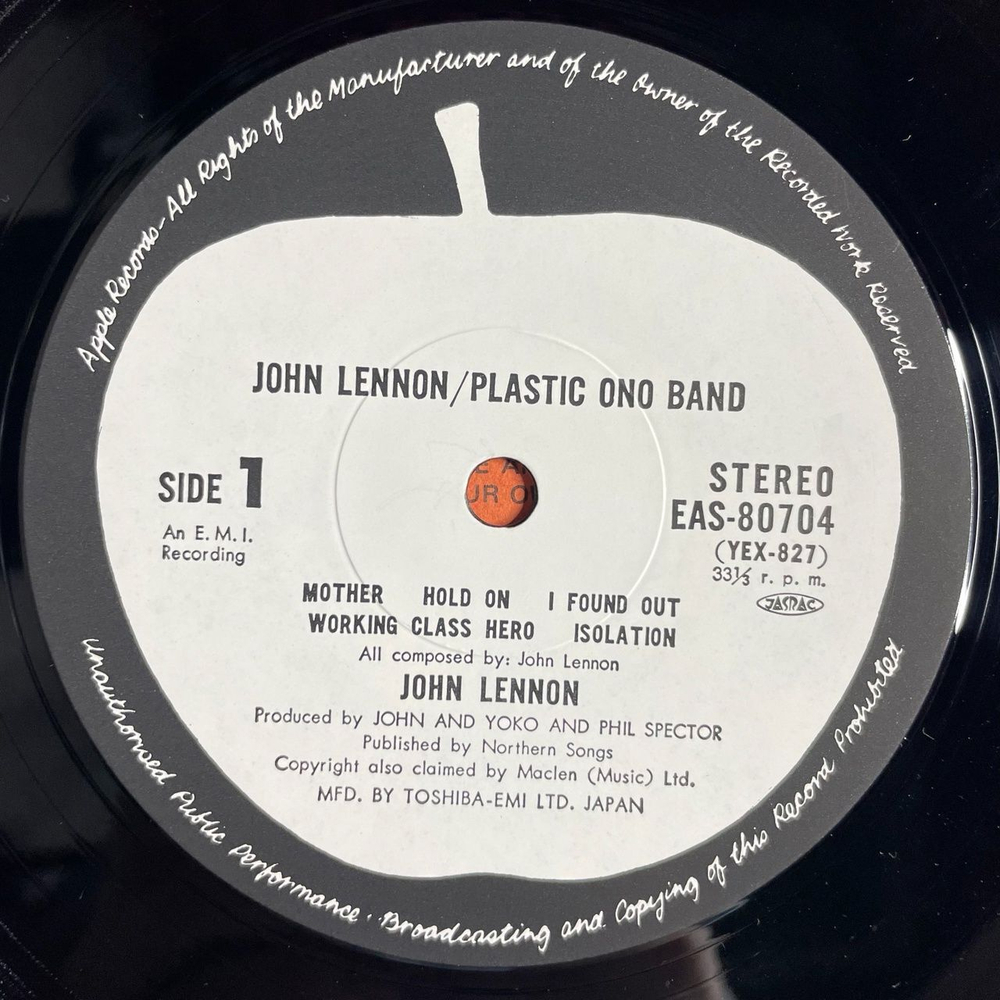 Apple Records - All Rights of the Manufacturer and of the Owner of the Recorded Work Reserved
JOHN LENNON/PLASTIC ONO BAND
SIDE 1
An E. M. I.
Recording
STEREO
EAS-80704
(YEX-827)
33⅓ r. p. m.
JASRAC
MOTHER HOLD ON I FOUND OUT
WORKING CLASS HERO ISOLATION
All composed by: John Lennon
JOHN LENNON
Produced by JOHN AND YOKO AND PHIL SPECTOR
Published by Northern Songs
Copyright also claimed by Maclen (Music) Ltd.
MFD. BY TOSHIBA-EMI LTD. JAPAN
Unauthorised Public Performance · Broadcasting and Copying of this Record Prohibited